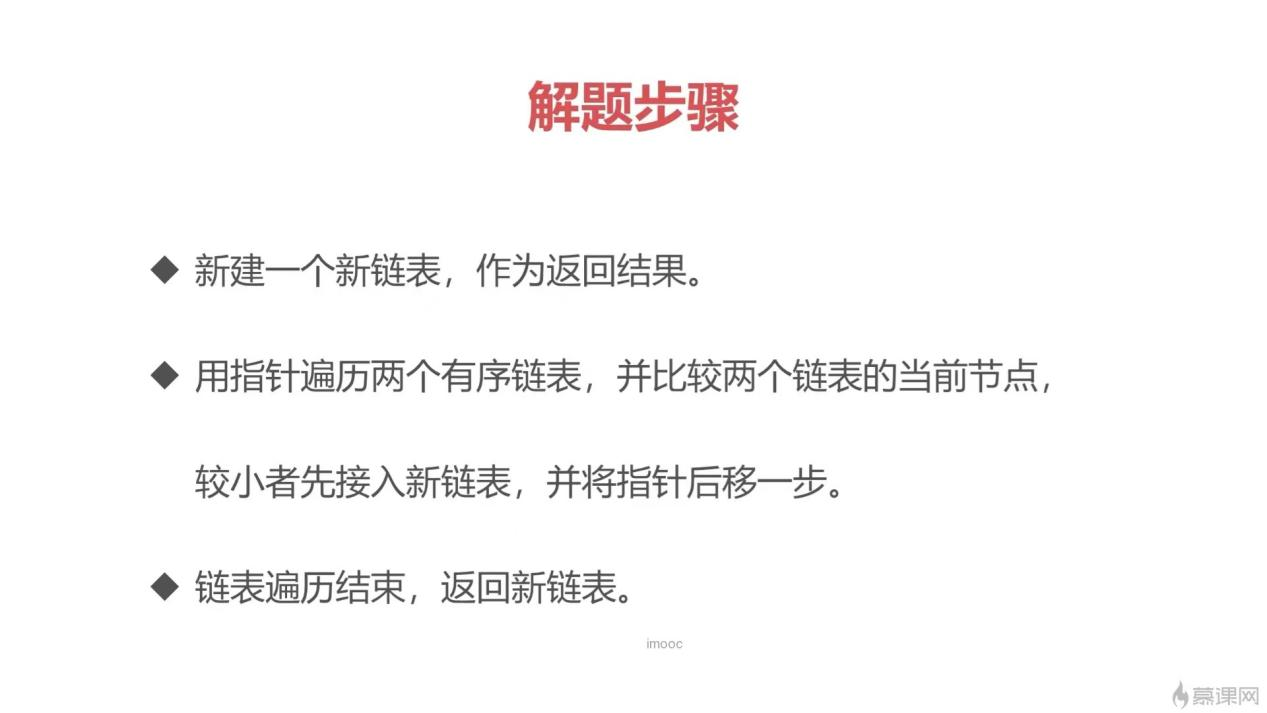 解题步骤
◆ 新建一个新链表，作为返回结果。
◆ 用指针遍历两个有序链表，并比较两个链表的当前节点，
较小者先接入新链表，并将指针后移一步。
◆ 链表遍历结束，返回新链表。
imooc
慕课网